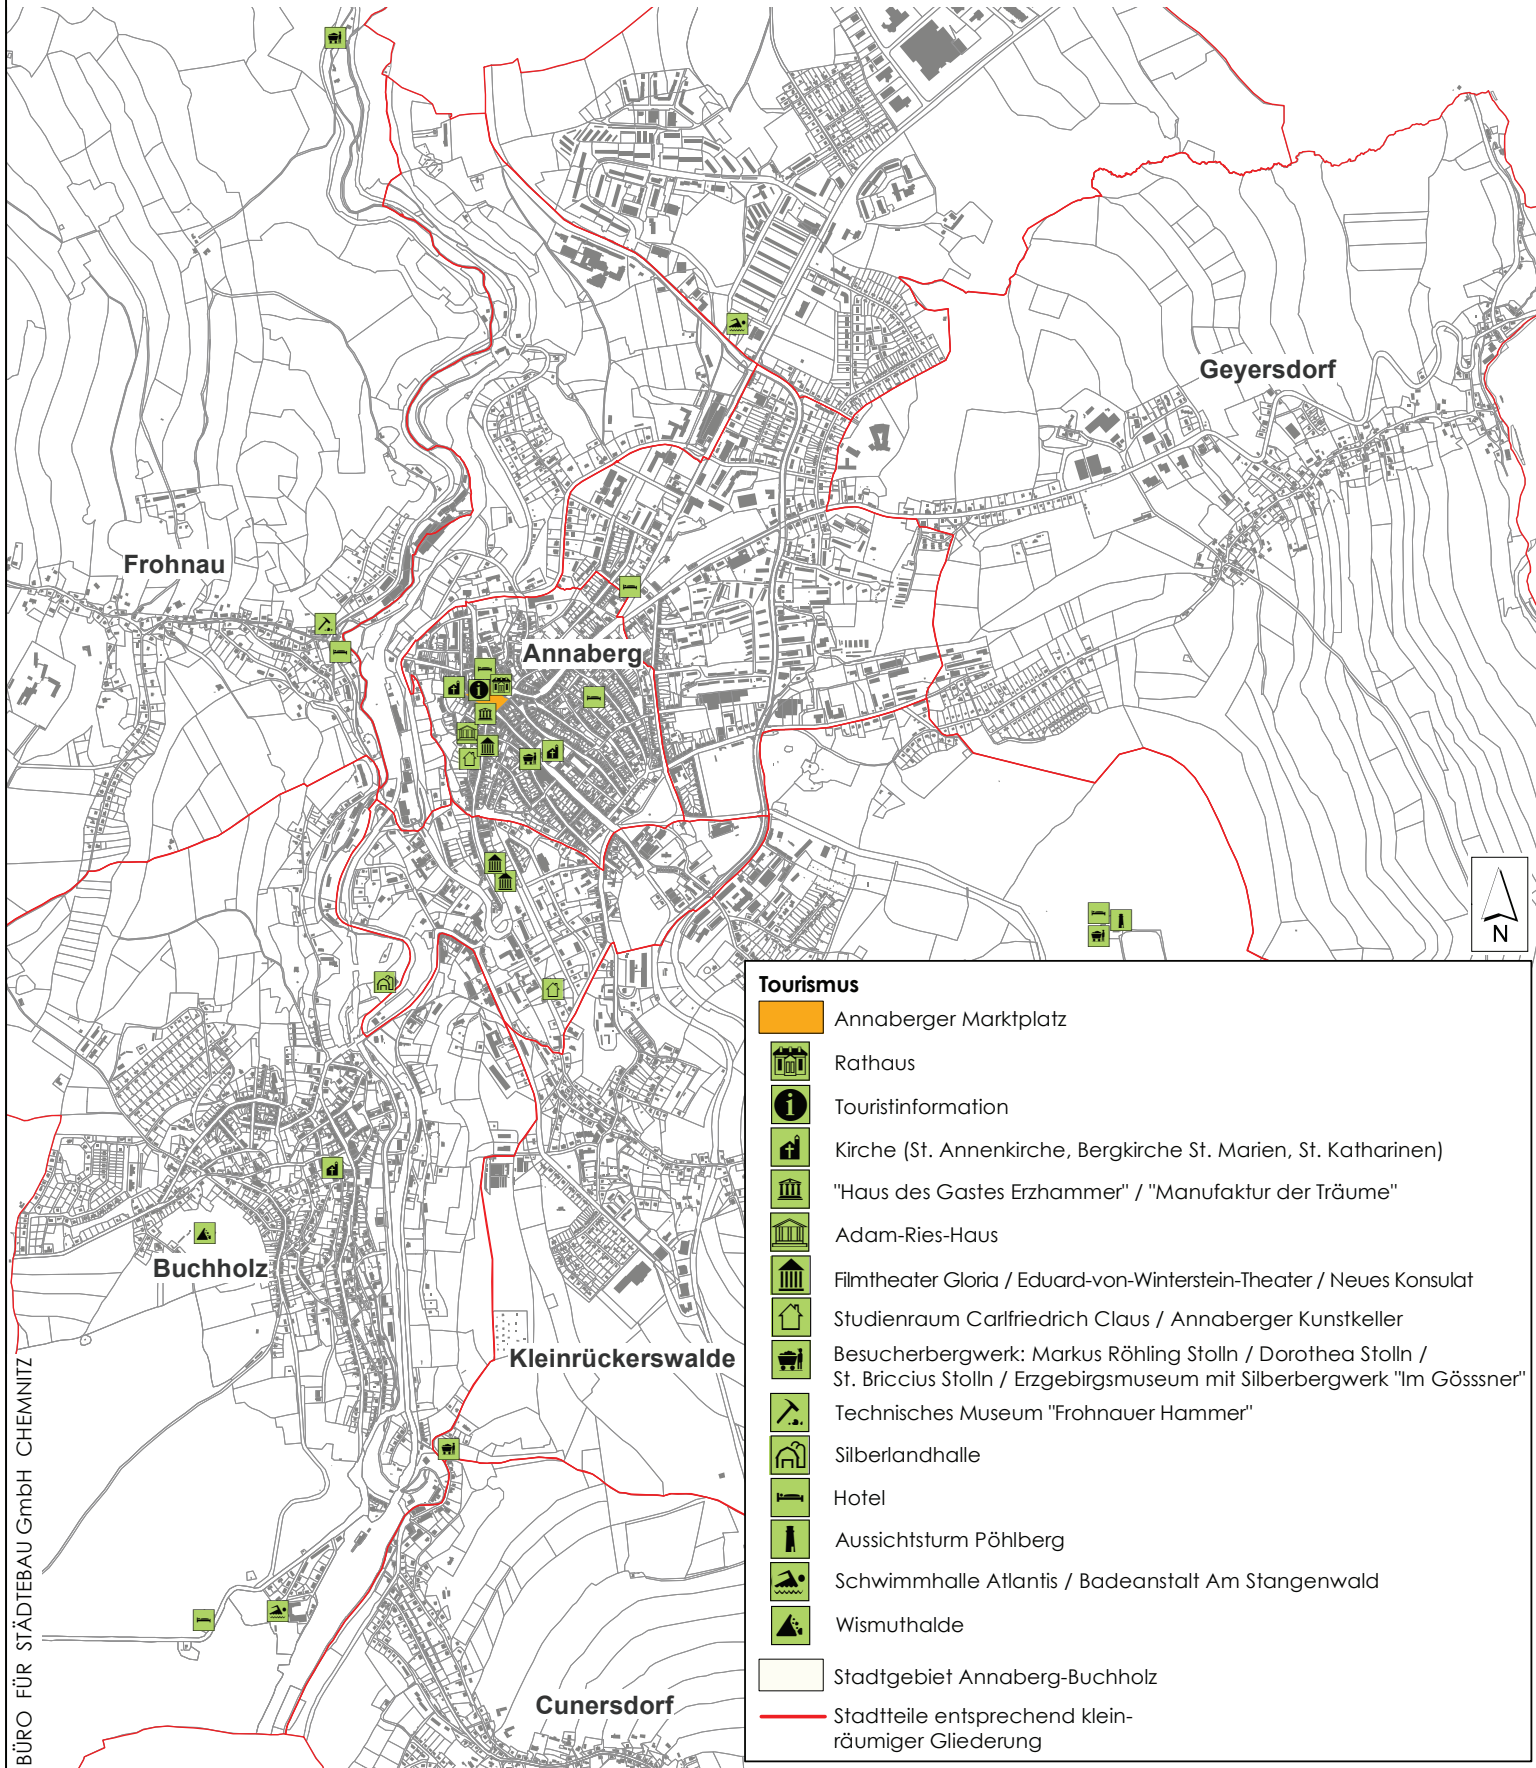 Geyersdorf
Frohnau
Annaberg
N
Buchholz
Kleinrückerswalde
Cunersdorf
BÜRO FÜR STÄDTEBAU GmbH CHEMNITZ
Tourismus
Annaberger Marktplatz
Rathaus
Touristinformation
Kirche (St. Annenkirche, Bergkirche St. Marien, St. Katharinen)
"Haus des Gastes Erzhammer" / "Manufaktur der Träume"
Adam-Ries-Haus
Filmtheater Gloria / Eduard-von-Winterstein-Theater / Neues Konsulat
Studienraum Carlfriedrich Claus / Annaberger Kunstkeller
Besucherbergwerk: Markus Röhling Stolln / Dorothea Stolln /
St. Briccius Stolln / Erzgebirgsmuseum mit Silberbergwerk "Im Gösssner"
Technisches Museum "Frohnauer Hammer"
Silberlandhalle
Hotel
Aussichtsturm Pöhlberg
Schwimmhalle Atlantis / Badeanstalt Am Stangenwald
Wismuthalde
Stadtgebiet Annaberg-Buchholz
Stadtteile entsprechend klein-
räumiger Gliederung